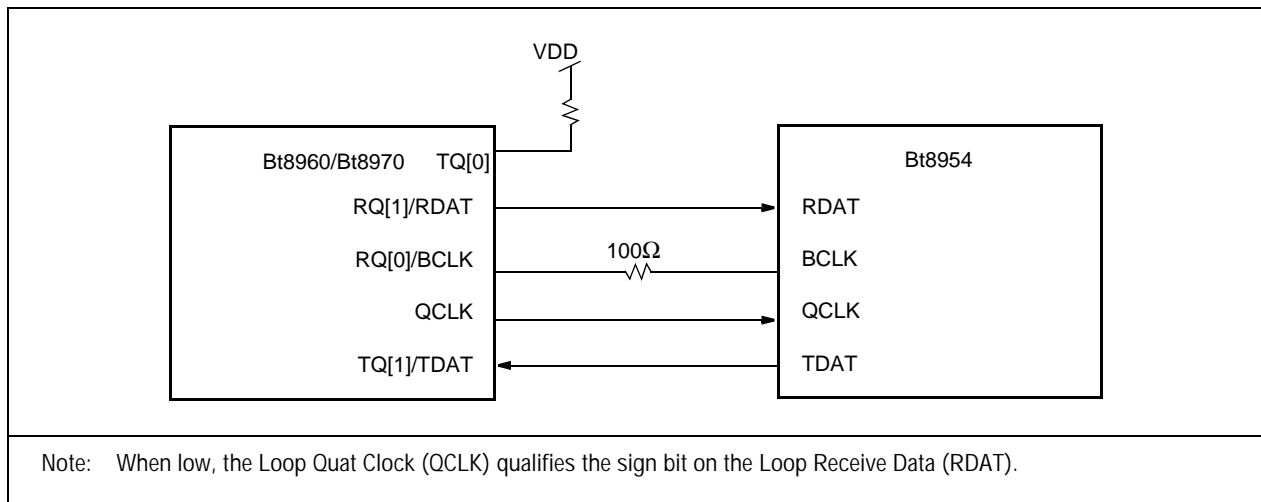 VDD
Bt8960/Bt8970 TQ[0]
Bt8954
RQ[1]/RDAT
RDAT
100Ω
RQ[0]/BCLK
BCLK
QCLK
QCLK
TQ[1]/TDAT
TDAT
Note: When low, the Loop Quat Clock (QCLK) qualifies the sign bit on the Loop Receive Data (RDAT).